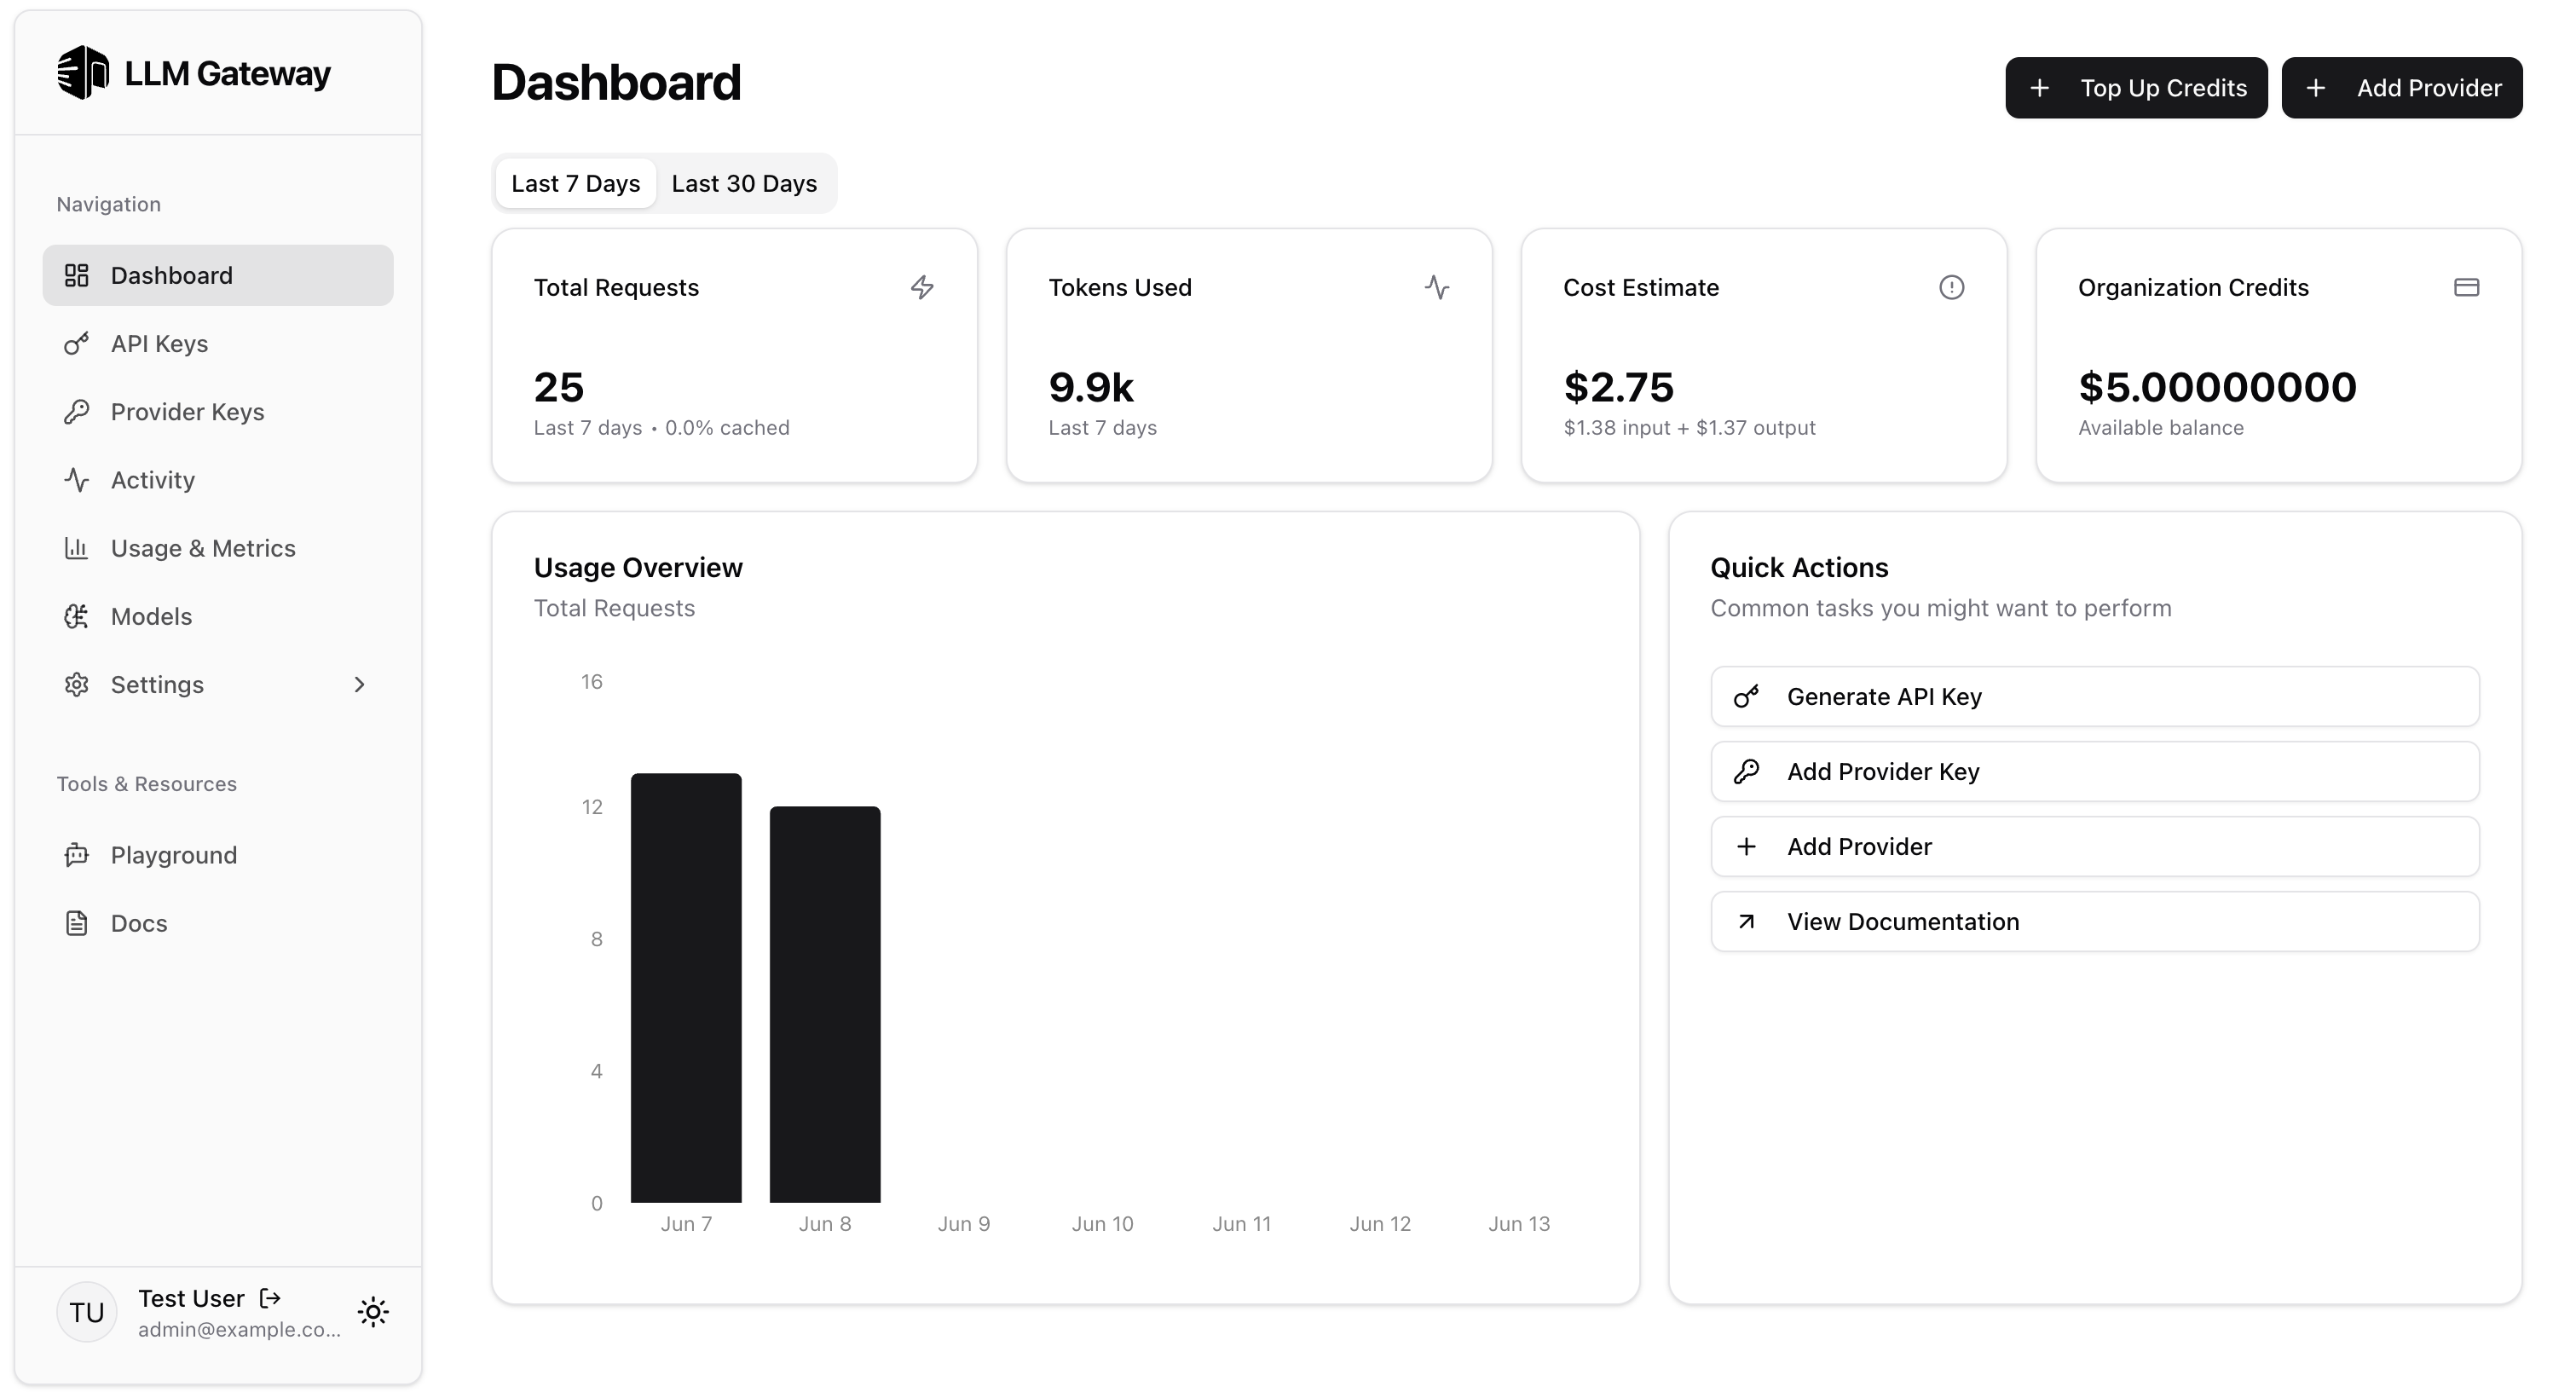 LLM Gateway
Navigation
Dashboard
API Keys
Provider Keys
Activity
Usage & Metrics
Models
Settings
Tools & Resources
Playground
Docs
TU
Test User
admin@example.co...
Dashboard
Top Up Credits
Add Provider
Last 7 Days
Last 30 Days
Total Requests
25
Last 7 days • 0.0% cached
Tokens Used
9.9k
Last 7 days
Cost Estimate
$2.75
$1.38 input + $1.37 output
Organization Credits
$5.00000000
Available balance
Usage Overview
Total Requests
16
12
8
4
0
Jun 7
Jun 8
Jun 9
Jun 10
Jun 11
Jun 12
Jun 13
Quick Actions
Common tasks you might want to perform
Generate API Key
Add Provider Key
Add Provider
View Documentation